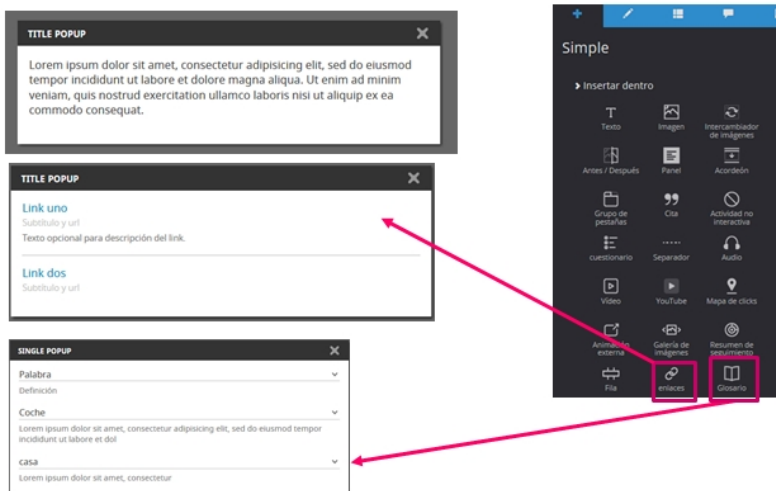 TITLE POPUP
Lorem ipsum dolor sit amet, consectetur adipisicing elit, sed do eiusmod
tempor incididunt ut labore et dolore magna aliqua. Ut enim ad minim
veniam, quis nostrud exercitation ullamco laboris nisi ut aliquip ex ea
commodo consequat.
TITLE POPUP
Link uno
Subtítulo y url
Texto opcional para descripción del link.
Link dos
Subtítulo y url
SINGLE POPUP
Palabra
Definición
Coche
Lorem ipsum dolor sit amet, consectetur adipisicing elit, sed do eiusmod tempor
incididunt ut labore et dol
casa
Lorem ipsum dolor sit amet, consectetur
Simple
Insertar dentro
Texto
Imagen
Intercambiador
de imágenes
Antes / Después
Panel
Acordeón
Grupo de
pestañas
Cita
Actividad no
interactiva
cuestionario
Separador
Audio
Vídeo
YouTube
Mapa de clicks
Animación
externa
Galería de
imágenes
Resumen de
seguimiento
Fila
enlaces
Glosario